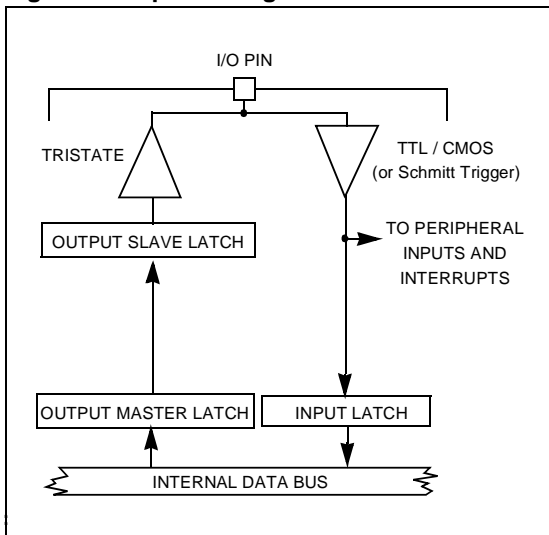 I/O PIN
TRISTATE
TTL / CMOS
(or Schmitt Trigger)
TO PERIPHERAL
INPUTS AND
INTERRUPTS
OUTPUT SLAVE LATCH
OUTPUT MASTER LATCH
INPUT LATCH
INTERNAL DATA BUS